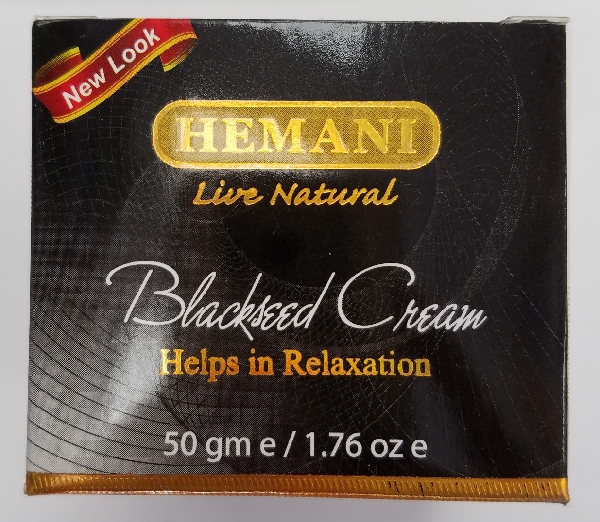 New Look
HEMANI
Live Natural
Blackseed Cream
Helps in Relaxation
50 gm e / 1.76 oz e